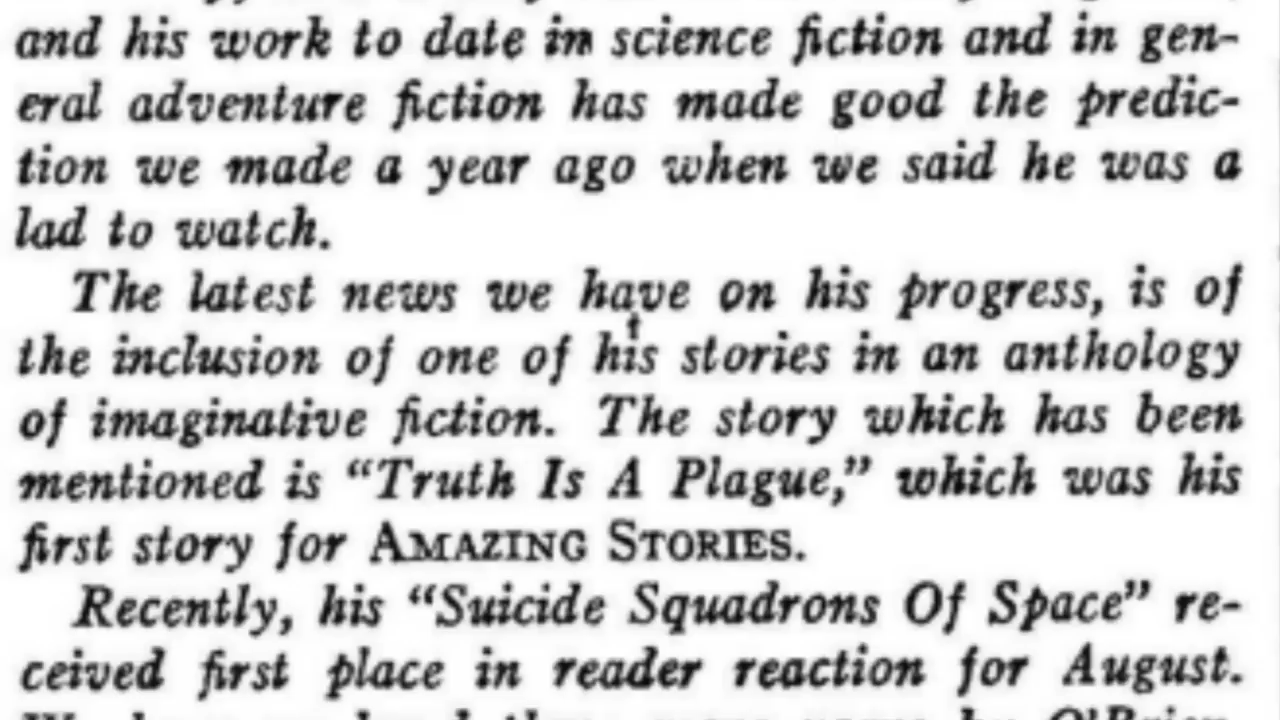 and his work to date in science fiction and in gen-
eral adventure fiction has made good the predic-
tion we made a year ago when we said he was a
lad to watch.
The latest news we have on his progress, is of
the inclusion of one of his stories in an anthology
of imaginative fiction. The story which has been
mentioned is “Truth Is A Plague,” which was his
first story for AMAZING STORIES.
Recently, his “Suicide Squadrons Of Space” re-
ceived first place in reader reaction for August.
by O'Brien